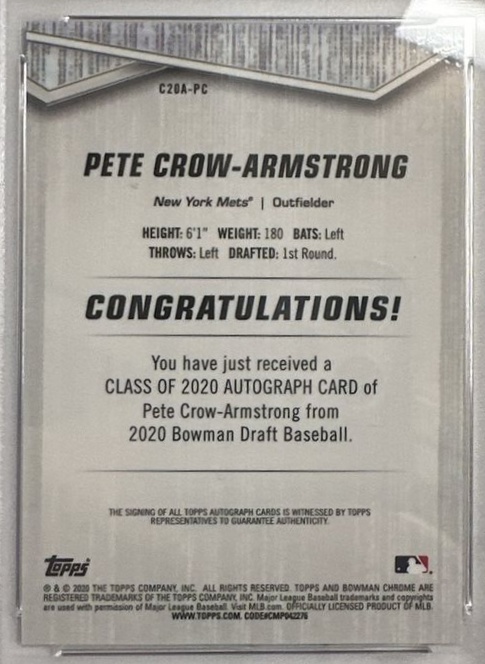 C20A-PC
PETE CROW-ARMSTRONG
New York Mets® | Outfielder
HEIGHT: 6'1" WEIGHT: 180 BATS: Left
THROWS: Left DRAFTED: 1st Round.
CONGRATULATIONS!
You have just received a
CLASS OF 2020 AUTOGRAPH CARD of
Pete Crow-Armstrong from
2020 Bowman Draft Baseball.
THE SIGNING OF ALL TOPPS AUTOGRAPH CARDS IS WITNESSED BY TOPPS
REPRESENTATIVES TO GUARANTEE AUTHENTICITY.
topps
® & © 2020 THE TOPPS COMPANY, INC. ALL RIGHTS RESERVED. TOPPS AND BOWMAN CHROME ARE
REGISTERED TRADEMARKS OF THE TOPPS COMPANY, INC. Major League Baseball trademarks and copyrights
are used with permission of Major League Baseball. Visit MLB.com. OFFICIALLY LICENSED PRODUCT OF MLB.
WWW.TOPPS.COM. CODE#CMP042276